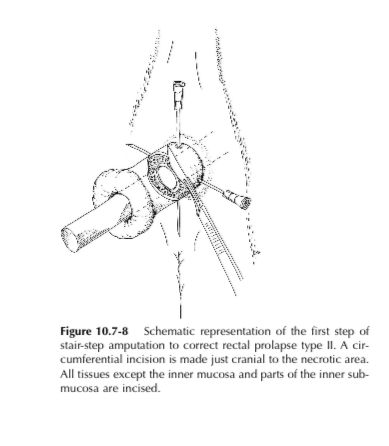 Figure 10.7-8 Schematic representation of the first step of
stair-step amputation to correct rectal prolapse type II. A cir-
cumferential incision is made just cranial to the necrotic area.
All tissues except the inner mucosa and parts of the inner sub-
mucosa are incised.